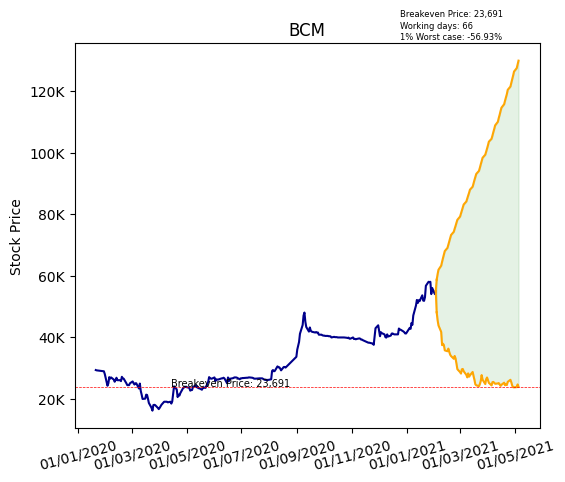 Breakeven Price: 23,691
Working days: 66
1% Worst case: -56.93%
BCM
Stock Price
120K
100K
80K
60K
40K
20K
Breakeven Price: 23,691
01/01/2020
01/03/2020
01/05/2020
01/07/2020
01/09/2020
01/11/2020
01/01/2021
01/03/2021
01/05/2021